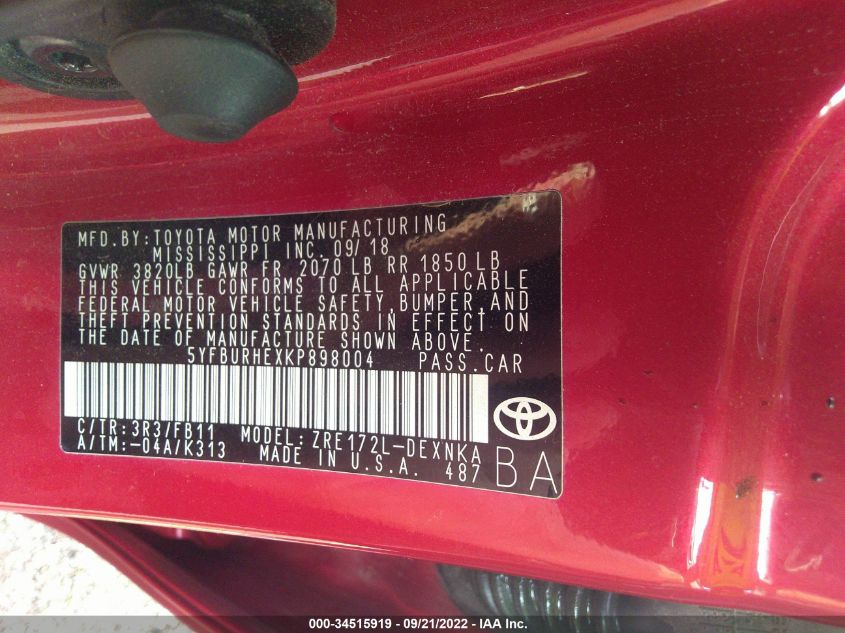 MFD.BY:TOYOTA MOTOR MANUFACTURING
MISSISSIPPI INC. 09/18
GVWR 3820LB GAWR FR 2070 LB RR 1850 LB
THIS VEHICLE CONFORMS TO ALL APPLICABLE
FEDERAL MOTOR VEHICLE SAFETY, BUMPER,AND
THEFT PREVENTION STANDARDS IN EFFECT ON
THE DATE OF MANUFACTURE SHOWN ABOVE.
5YFBURHEXKP898004 PASS.CAR
C/TR:3R3/FB11 MODEL:ZRE172L-DEXNKA
A/TM:-04A/K313 MADE IN U.S.A. 487 BA
000-34515919 - 09/21/2022 - IAA Inc.